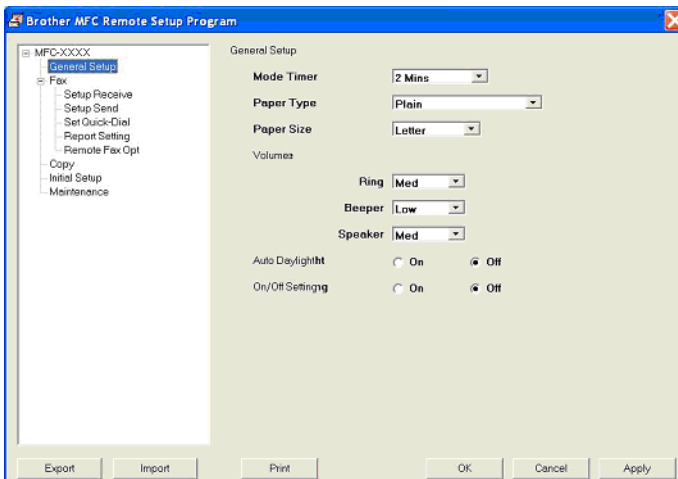 Brother MFC Remote Setup Program
MFC-XXXX
General Setup
Fax
Setup Receive
Setup Send
Set Quick-Dial
Report Setting
Remote Fax Opt
Copy
Initial Setup
Maintenance
General Setup
Mode Timer 2 Mins
Paper Type Plain
Paper Size Letter
Volumes
Ring Med
Beeper Low
Speaker Med
Auto Daylightht On Off
On/Off Settingng On Off
Export Import Print OK Cancel Apply